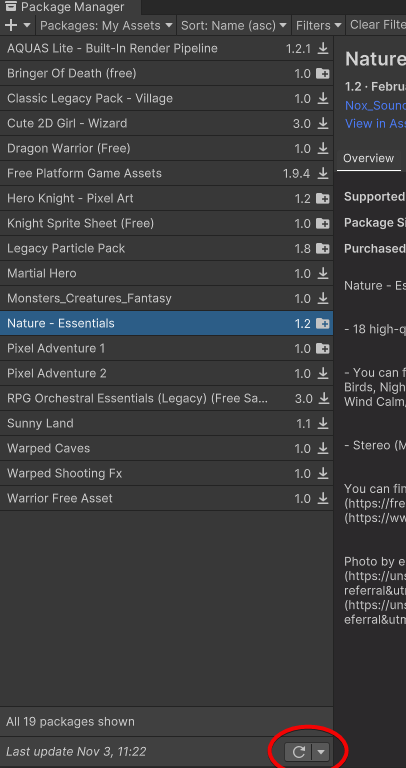 Package Manager
+ Packages: My Assets Sort: Name (asc) Filters Clear Filte
AQUAS Lite - Built-In Render Pipeline 1.2.1
Bringer Of Death (free) 1.0
Classic Legacy Pack - Village 1.0
Cute 2D Girl - Wizard 3.0
Dragon Warrior (Free) 1.0
Free Platform Game Assets 1.9.4
Hero Knight - Pixel Art 1.2
Knight Sprite Sheet (Free) 1.0
Legacy Particle Pack 1.8
Martial Hero 1.0
Monsters_Creatures_Fantasy 1.0
Nature - Essentials 1.2
Pixel Adventure 1 1.0
Pixel Adventure 2 1.0
RPG Orchestral Essentials (Legacy) (Free Sa... 3.0
Sunny Land 1.1
Warped Caves 1.0
Warped Shooting Fx 1.0
Warrior Free Asset 1.0
All 19 packages shown
Last update Nov 3, 11:22
Nature
1.2 · Februa
Nox_Sound
View in Ass
Overview
Supported
Package Si
Purchased
Nature - Es
- 18 high-q
- You can f
Birds, Nigh
Wind Calm,
- Stereo (M
You can fin
(https://fre
(https://ww
Photo by e
(https://uns
referral&utm
(https://uns
eferral&utm